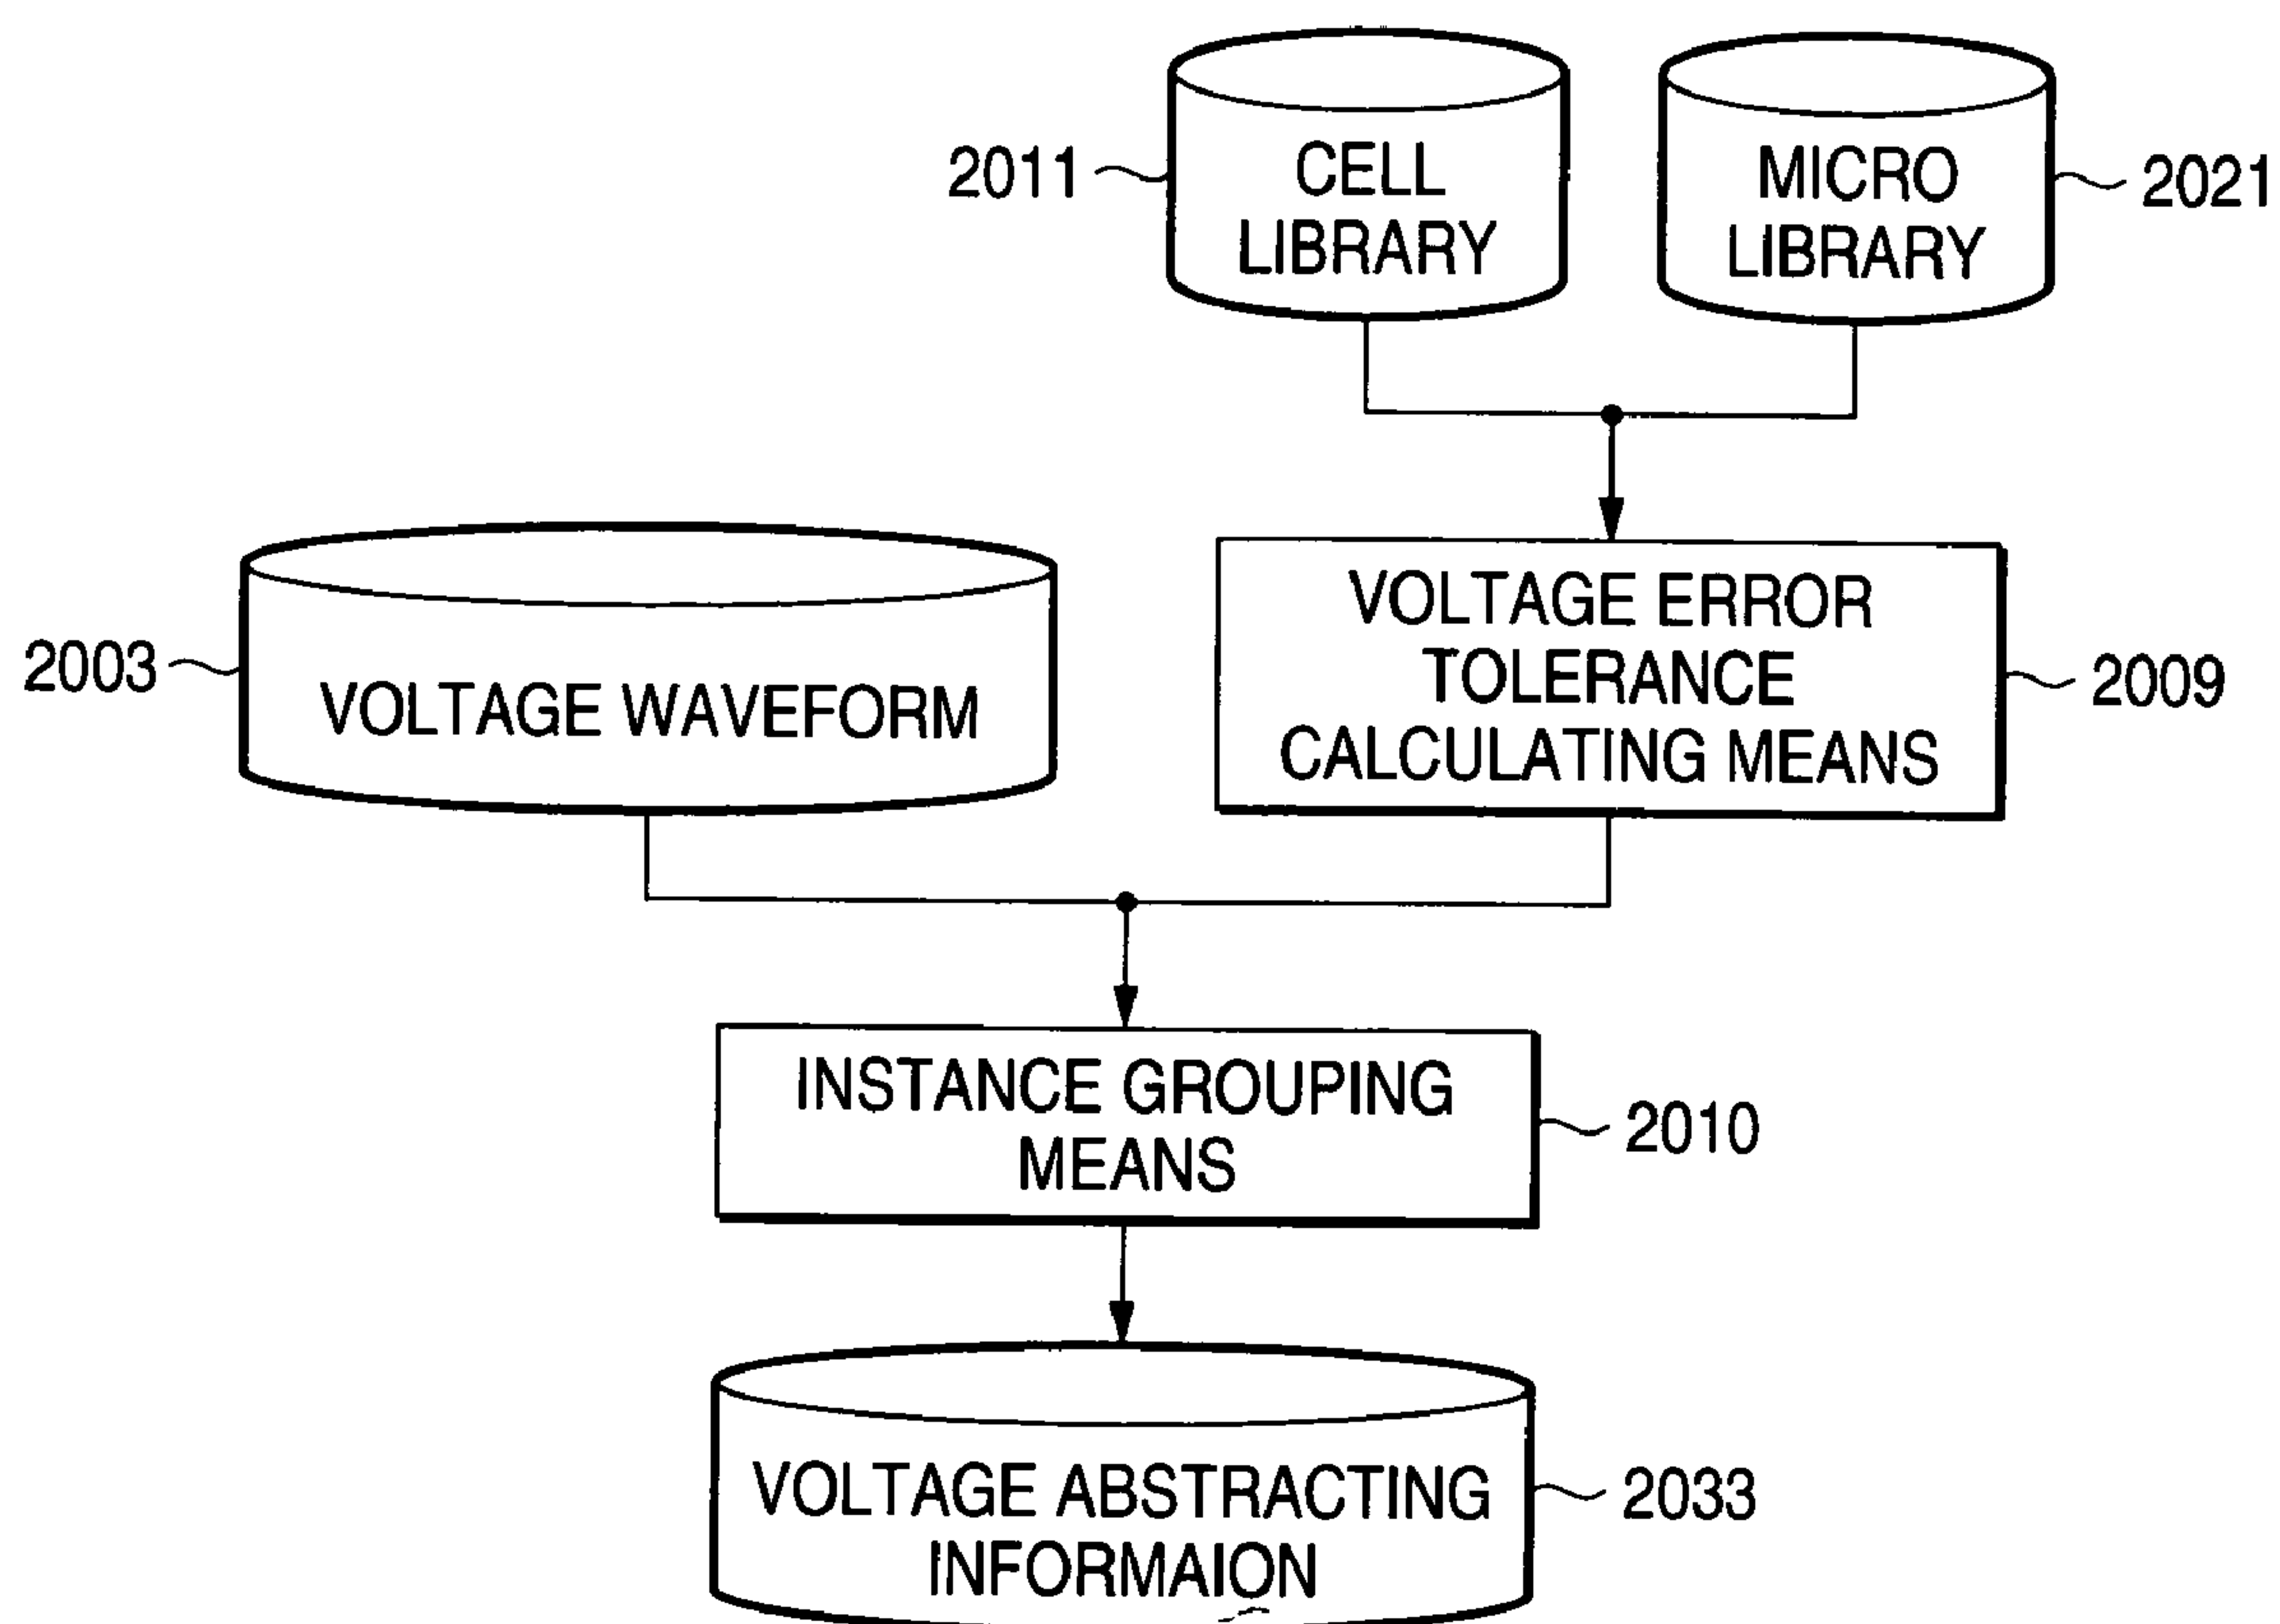 2011
CELL
LIBRARY
MICRO
LIBRARY
2021
2003
VOLTAGE WAVEFORM
VOLTAGE ERROR
TOLERANCE
CALCULATING MEANS
2009
INSTANCE GROUPING
MEANS
2010
VOLTAGE ABSTRACTING
INFORMAION
2033